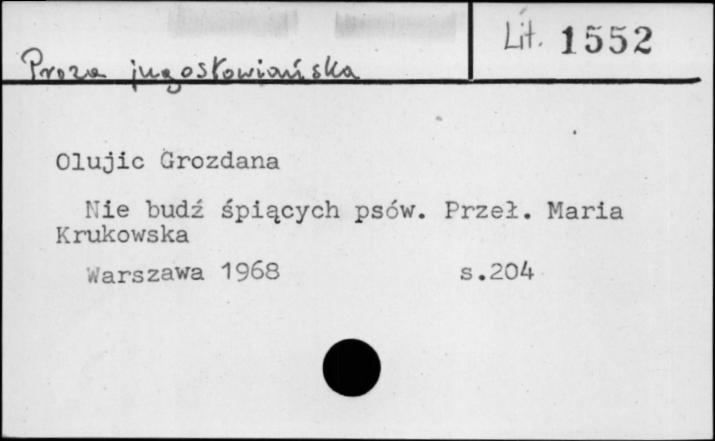 Lit. 1552
Proza jugosłowiańska
Olujic Grozdana
Nie budź śpiących psów. Przeł. Maria
Krukowska
Warszawa 1968 s.204